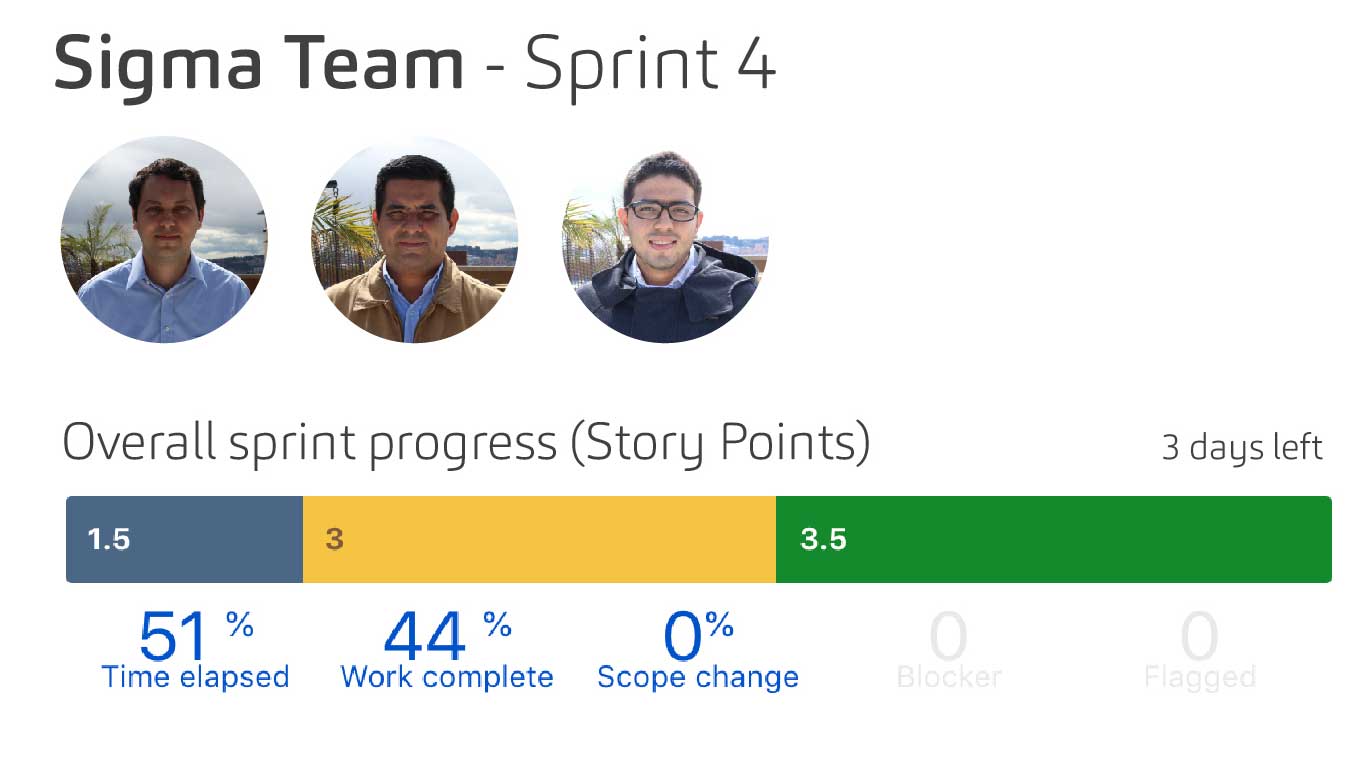 Sigma Team - Sprint 4
Overall sprint progress (Story Points)
3 days left
1.5 3 3.5
51 % 44 % 0% 0 0
Time elapsed Work complete Scope change Blocker Flagged